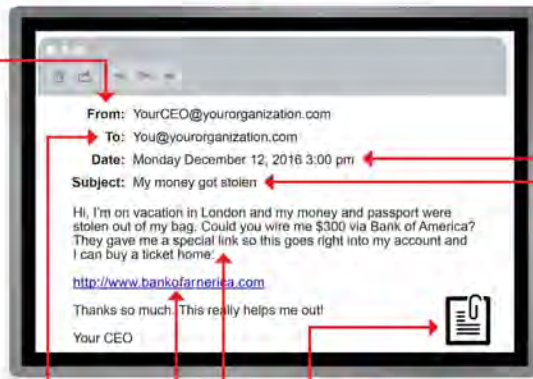 From: YourCEO@yourorganization.com
To: You@yourorganization.com
Date: Monday December 12, 2016 3:00 pm
Subject: My money got stolen
Hi, I'm on vacation in London and my money and passport were
stolen out of my bag. Could you wire me $300 via Bank of America?
They gave me a special link so this goes right into my account and
I can buy a ticket home:
http://www.bankofarnerica.com
Thanks so much. This really helps me out!
Your CEO